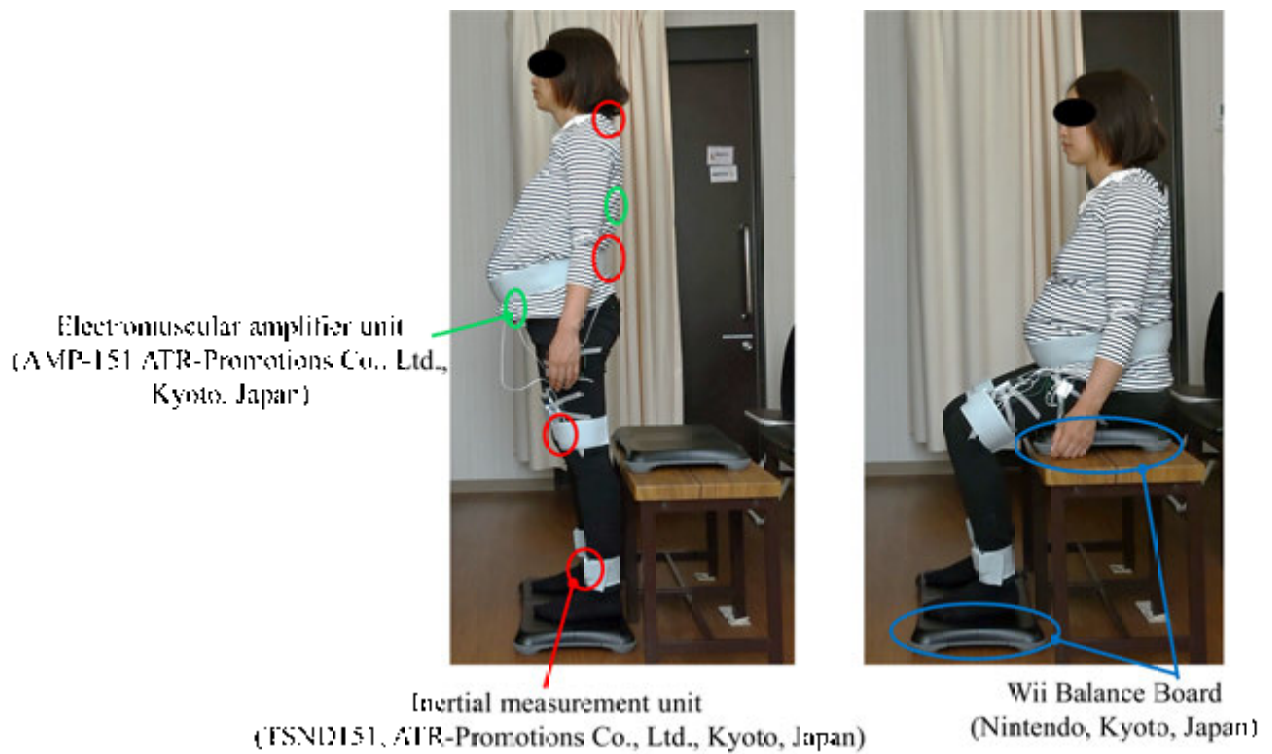 Electromuscular amplifier unit
(AMP-151 ATR-Promotions Co., Ltd.,
Kyoto, Japan)
Inertial measurement unit
(TSND151, ATR-Promotions Co., Ltd., Kyoto, Japan)
Wii Balance Board
(Nintendo, Kyoto, Japan)